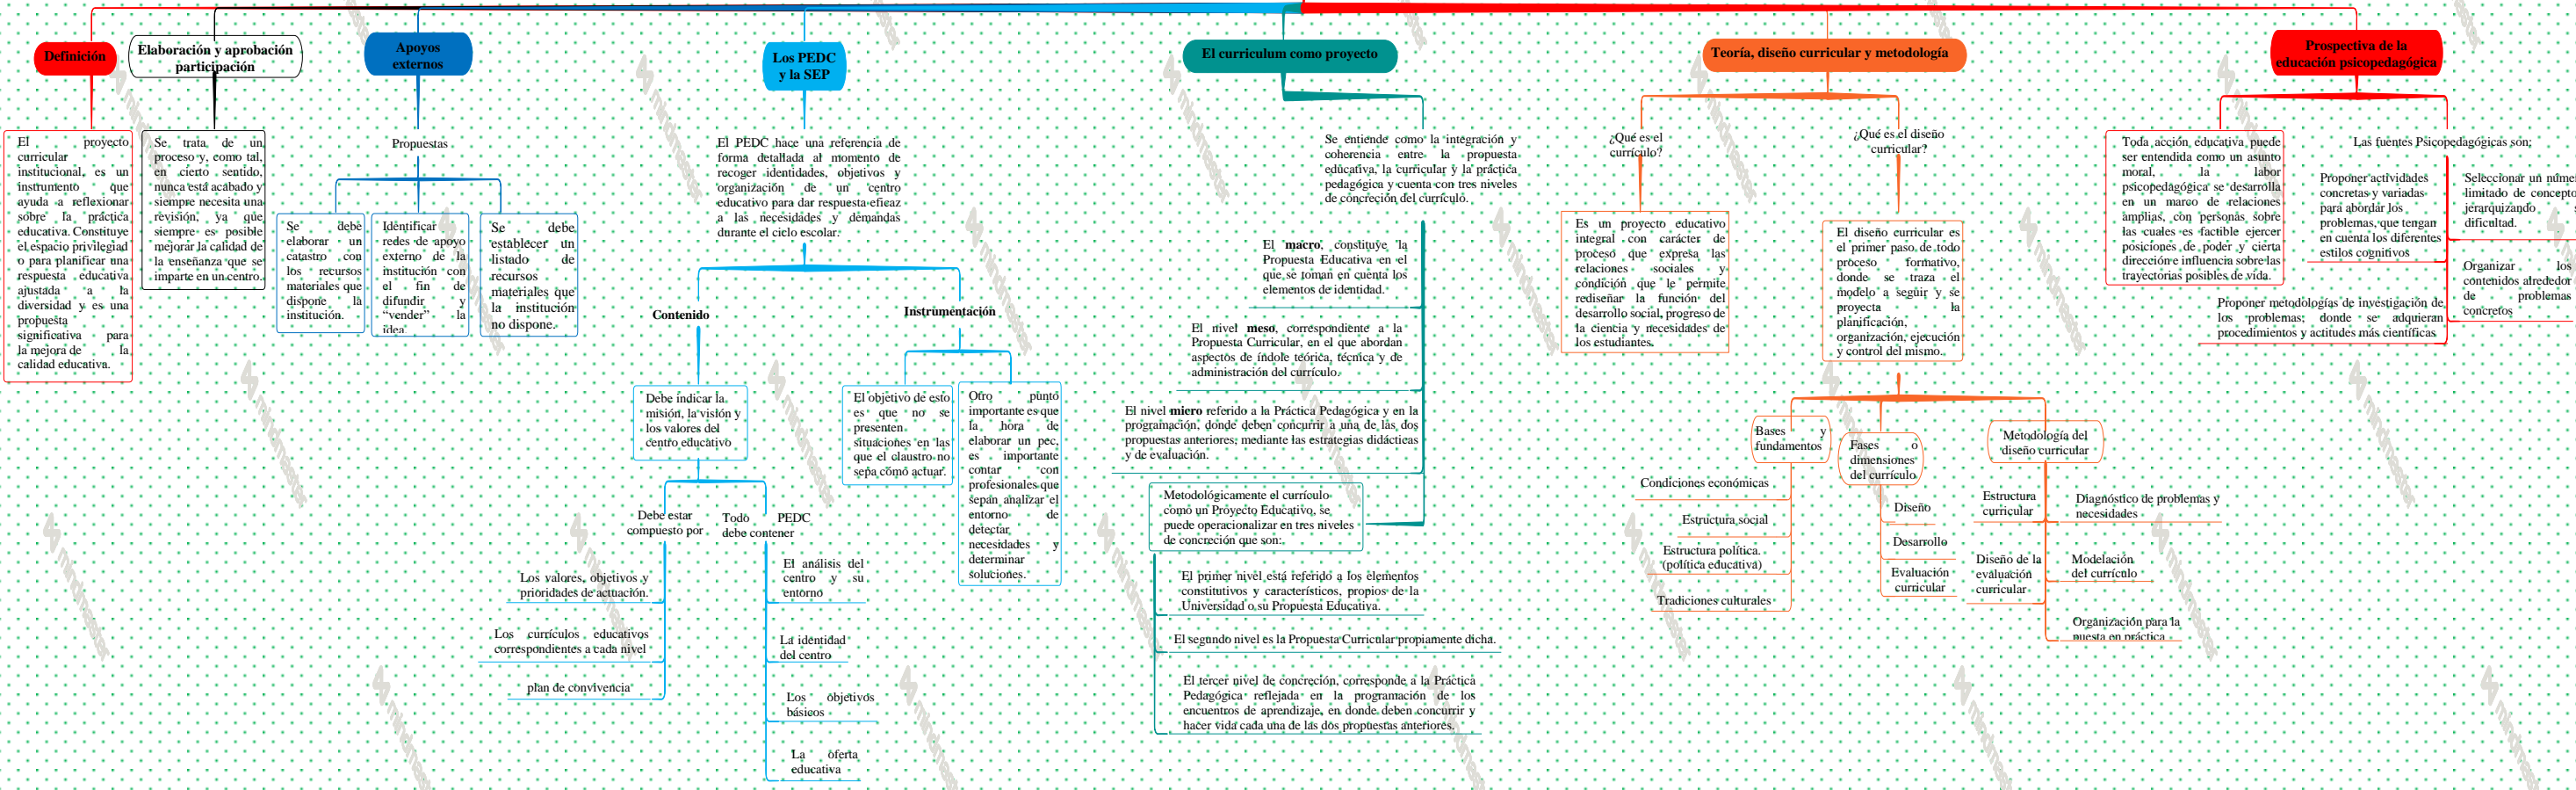 Definición
El proyecto
curricular
institucional, es un
instrumento que
ayuda a reflexionar
sobre la práctica
educativa. Constituye
el espacio privilegiad
o para planificar una
respuesta educativa
ajustada a la
diversidad y es una
propuesta
significativa para
la mejora de la
calidad educativa.
Elaboración y aprobación
participación
Se trata de un
proceso y, como tal,
en cierto sentido,
nunca está acabado y
siempre necesita una
revisión, ya que
siempre es posible
mejorar la calidad de
la enseñanza que se
imparte en un centro.
Apoyos
externos
Propuestas
Se debe
elaborar un
catastro con
los recursos
materiales que
dispone la
institución.
Identificar
redes de apoyo
externo de la
institución con
el fin de
difundir y
“vender” la
idea
Se debe
establecer un
listado de
recursos
materiales que
la institución
no dispone.
Los PEDC
y la SEP
El PEDC hace una referencia de
forma detallada al momento de
recoger identidades, objetivos y
organización de un centro
educativo para dar respuesta eficaz
a las necesidades y demandas
durante el ciclo escolar.
Contenido
Debe indicar la
misión, la visión y
los valores del
centro educativo
Debe estar
compuesto por
Los valores, objetivos y
prioridades de actuación.
Los currículos educativos
correspondientes a cada nivel
plan de convivencia
Todo PEDC
debe contener
El análisis del
centro y su
entorno
La identidad
del centro
Los objetivos
básicos
La oferta
educativa
Instrumentación
El objetivo de esto
es que no se
presenten
situaciones en las
que el claustro no
sepa cómo actuar.
Otro punto
importante es que
la hora de
elaborar un pec,
es importante
contar con
profesionales que
sepan analizar el
entorno de
detectar
necesidades y
determinar
soluciones.
El curriculum como proyecto
Se entiende como la integración y
coherencia entre la propuesta
educativa, la curricular y la práctica
pedagógica y cuenta con tres niveles
de concreción del currículo.
El macro, constituye la
Propuesta Educativa en el
que se toman en cuenta los
elementos de identidad.
El nivel meso, correspondiente a la
Propuesta Curricular, en el que abordan
aspectos de índole teórica, técnica y de
administración del currículo.
El nivel micro referido a la Práctica Pedagógica y en la
programación, donde deben concurrir a una de las dos
propuestas anteriores; mediante las estrategias didácticas
y de evaluación.
Metodológicamente el currículo
como un Proyecto Educativo, se
puede operacionalizar en tres niveles
de concreción que son:
El primer nivel está referido a los elementos
constitutivos y característicos, propios de la
Universidad o su Propuesta Educativa.
El segundo nivel es la Propuesta Curricular propiamente dicha.
El tercer nivel de concreción, corresponde a la Práctica
Pedagógica reflejada en la programación de los
encuentros de aprendizaje, en donde deben concurrir y
hacer vida cada una de las dos propuestas anteriores.
Teoría, diseño curricular y metodología
¿Qué es el
currículo?
Es un proyecto educativo
integral con carácter de
proceso que expresa las
relaciones sociales y
condición que le permite
rediseñar la función del
desarrollo social, progreso de
la ciencia y necesidades de
los estudiantes.
¿Qué es el diseño
curricular?
El diseño curricular es
el primer paso de todo
proceso formativo,
donde se traza el
modelo a seguir y se
proyecta la
planificación,
organización, ejecución
y control del mismo.
Bases y
fundamentos
Condiciones económicas
Estructura social
Estructura política.
(política educativa)
Tradiciones culturales
Fases o
dimensiones
del currículo
Diseño
Desarrollo
Evaluación
curricular
Metodología del
diseño curricular
Estructura
curricular
Diagnóstico de problemas y
necesidades
Diseño de la
evaluación
curricular
Modelación
del currículo
Organización para la
puesta en práctica
Prospectiva de la
educación psicopedagógica
Toda acción educativa puede
ser entendida como un asunto
moral, la labor
psicopedagógica se desarrolla
en un marco de relaciones
amplias, con personas sobre
las cuales es factible ejercer
posiciones de poder y cierta
dirección e influencia sobre las
trayectorias posibles de vida.
Las fuentes Psicopedagógicas son;
Proponer actividades
concretas y variadas
para abordar los
problemas, que tengan
en cuenta los diferentes
estilos cognitivos
Seleccionar un núme
limitado de concepto
jerarquizando
dificultad.
Organizar los
contenidos alrededor
de problemas
concretos
Proponer metodologías de investigación de
los problemas; donde se adquieran
procedimientos y actitudes más científicas